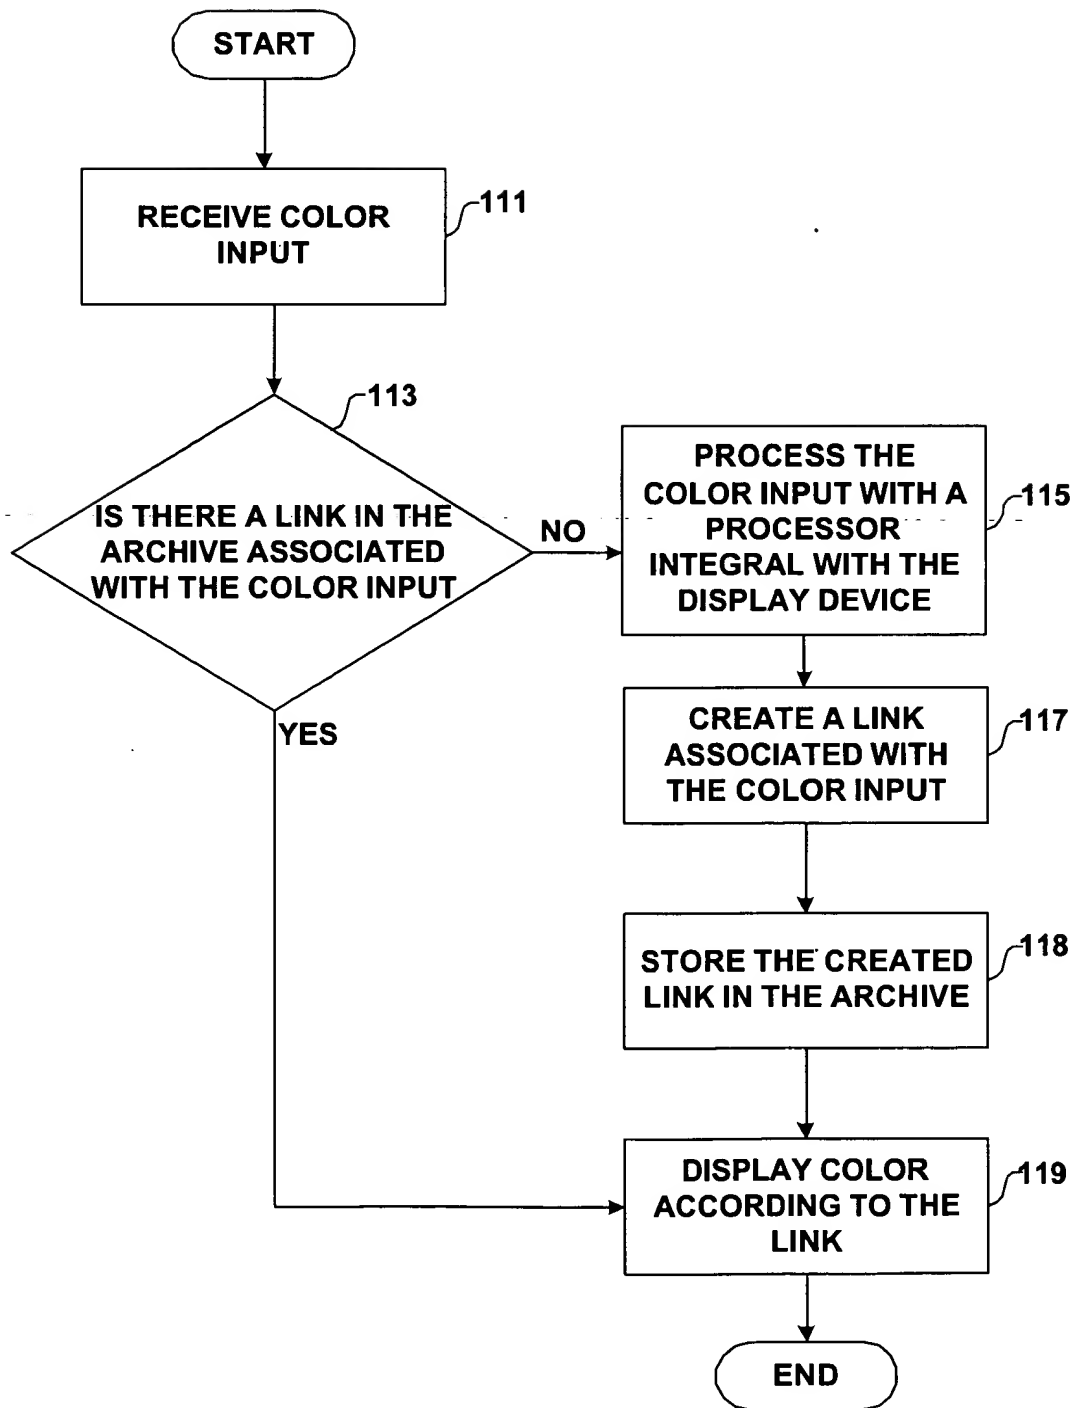 START
RECEIVE COLOR
INPUT
111
113
IS THERE A LINK IN THE
ARCHIVE ASSOCIATED
WITH THE COLOR INPUT
NO
YES
PROCESS THE
COLOR INPUT WITH A
PROCESSOR
INTEGRAL WITH THE
DISPLAY DEVICE
115
CREATE A LINK
ASSOCIATED WITH
THE COLOR INPUT
117
STORE THE CREATED
LINK IN THE ARCHIVE
118
DISPLAY COLOR
ACCORDING TO THE
LINK
119
END